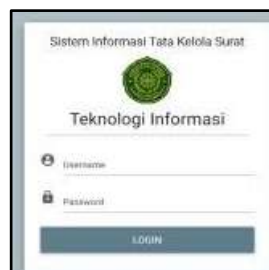 Sistem Informasi Tata Kelola Surat
Teknologi Informasi
Username
Password
LOGIN